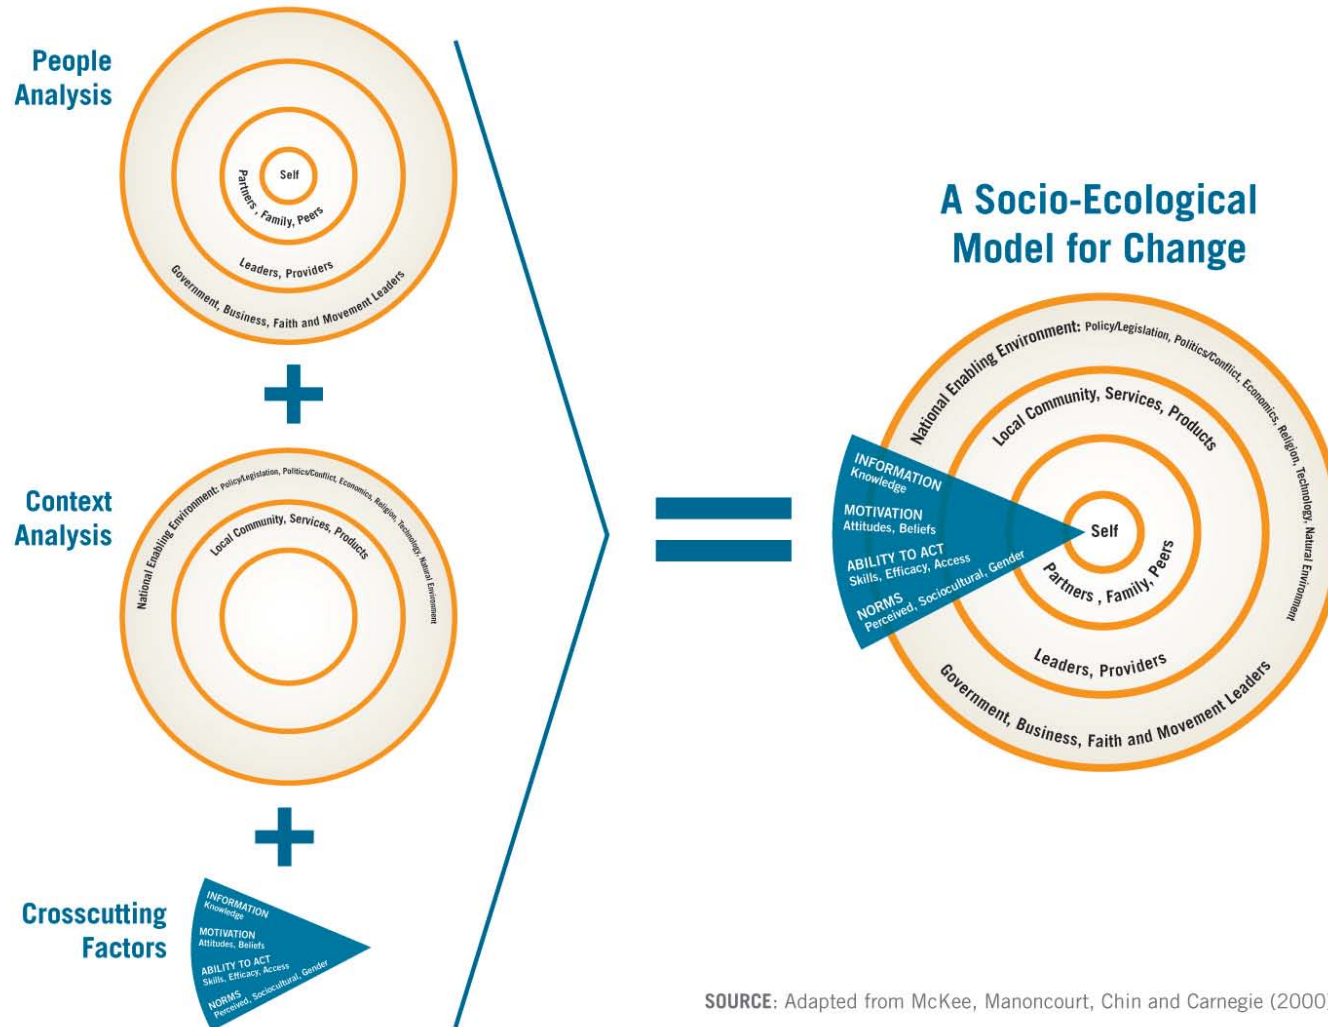 People
Analysis
Self
Partners , Family, Peers
Leaders, Providers
Government, Business, Faith and Movement Leaders
+
Context
Analysis
National Enabling Environment: Policy/Legislation, Politics/Conflict, Economics, Religion, Technology, Natural Environment
Local Community, Services, Products
+
Crosscutting
Factors
INFORMATION
Knowledge
MOTIVATION
Attitudes, Beliefs
ABILITY TO ACT
Skills, Efficacy, Access
NORMS
Perceived, Sociocultural, Gender
=
A Socio-Ecological
Model for Change
National Enabling Environment: Policy/Legislation, Politics/Conflict, Economics, Religion, Technology, Natural Environment
Local Community, Services, Products
INFORMATION
Knowledge
MOTIVATION
Attitudes, Beliefs
ABILITY TO ACT
Skills, Efficacy, Access
NORMS
Perceived, Sociocultural, Gender
Self
Partners , Family, Peers
Leaders, Providers
Government, Business, Faith and Movement Leaders
SOURCE: Adapted from McKee, Manoncourt, Chin and Carnegie (2000)